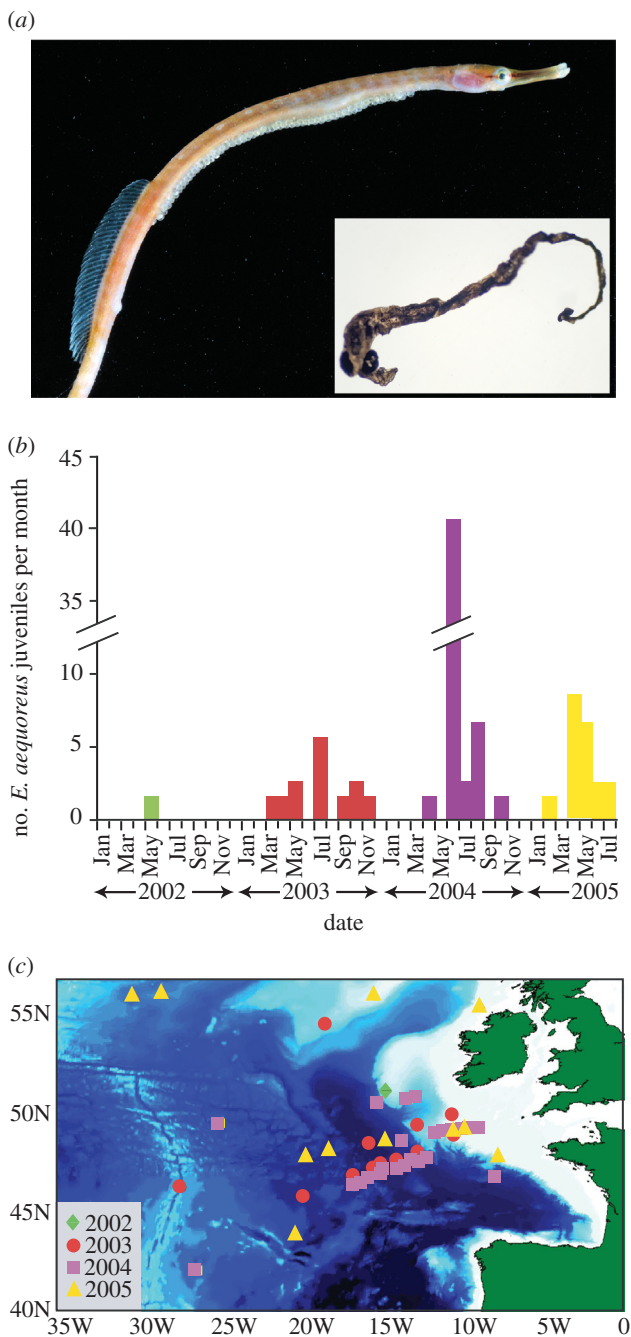 (a)
(b)
no. E. aequoreus juveniles per month
45
40
35
10
5
0
Jan
Mar
May
Jul
Sep
Nov
Jan
Mar
May
Jul
Sep
Nov
Jan
Mar
May
Jul
Sep
Nov
Jan
Mar
May
Jul
2002
2003
2004
2005
date
(c)
55N
50N
45N
40N
2002
2003
2004
2005
35W
30W
25W
20W
15W
10W
5W
0